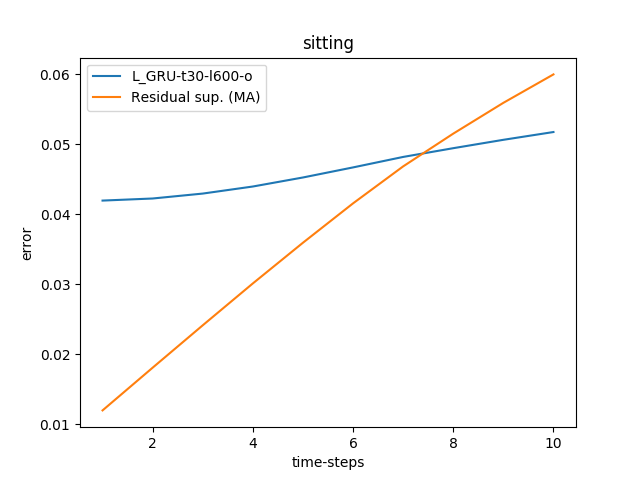 sitting
L_GRU-t30-l600-o
Residual sup. (MA)
0.06
0.05
0.04
0.03
0.02
0.01
error
2 4 6 8 10
time-steps